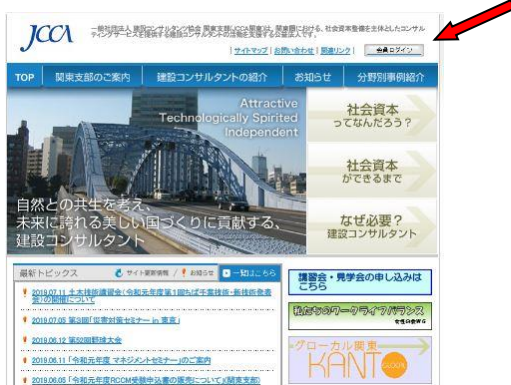 JCCA
一般社団法人 建設コンサルタンツ協会 関東支部(JCCA関東)は、関東圏における、社会資本整備を主体としたコンサル
ティングサービスを提供する建設コンサルタントの活動を支援する公益法人です。
| サイトマップ | お問い合わせ | 関連リンク | 会員ログイン
TOP 関東支部のご案内 建設コンサルタントの紹介 お知らせ 分野別事例紹介
Attractive
Technologically Spirited
Independent
自然との共生を考え、
未来に誇れる美しい国づくりに貢献する、
建設コンサルタント
社会資本
ってなんだろう？
社会資本
ができるまで
なぜ必要？
建設コンサルタント
最新トピックス サイト更新情報 / お知らせ 一覧はこちら
2019.07.11 土木技術講習会（令和元年度第1回ちば千葉技術・新技術発表
会）の開催について
2019.07.05 第3回「災害対策セミナー in 東京」
2019.06.12 第52回野球大会
2019.06.11 「令和元年度 マネジメントセミナー」のご案内
2019.06.05 「令和元年度RCCM受験申込書の販売について」(関東支部)
講習会・見学会の申し込みは
こちら
私たちのワークライフバランス
女性会員WG
グローカル関東
KANTO